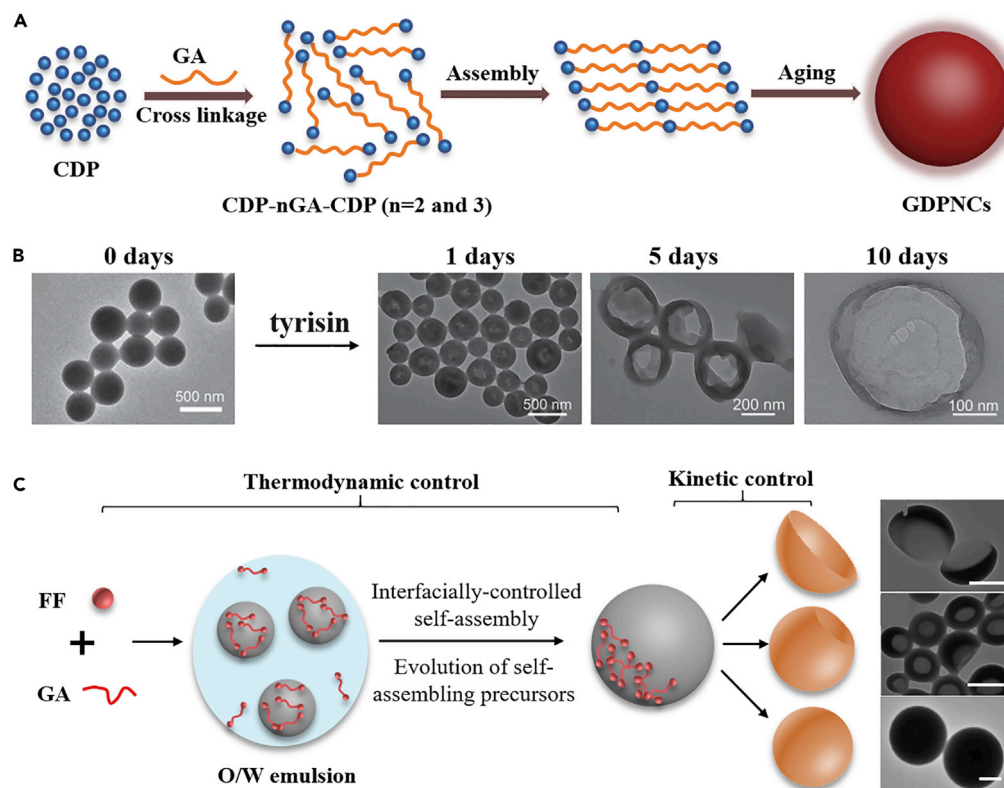 A
GA
Cross linkage
Assembly
Aging
CDP
CDP-nGA-CDP (n=2 and 3)
GDPNCs
B
0 days
1 days
5 days
10 days
tyrisin
500 nm
500 nm
200 nm
100 nm
C
Thermodynamic control
Kinetic control
FF
+
GA
Interfacially-controlled
self-assembly
Evolution of self-
assembling precursors
O/W emulsion